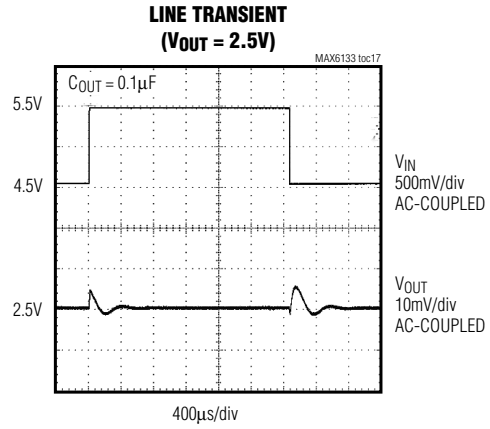 LINE TRANSIENT
(VOUT = 2.5V)
MAX6133 toc17
COUT = 0.1μF
5.5V
4.5V
VIN
500mV/div
AC-COUPLED
2.5V
VOUT
10mV/div
AC-COUPLED
400μs/div